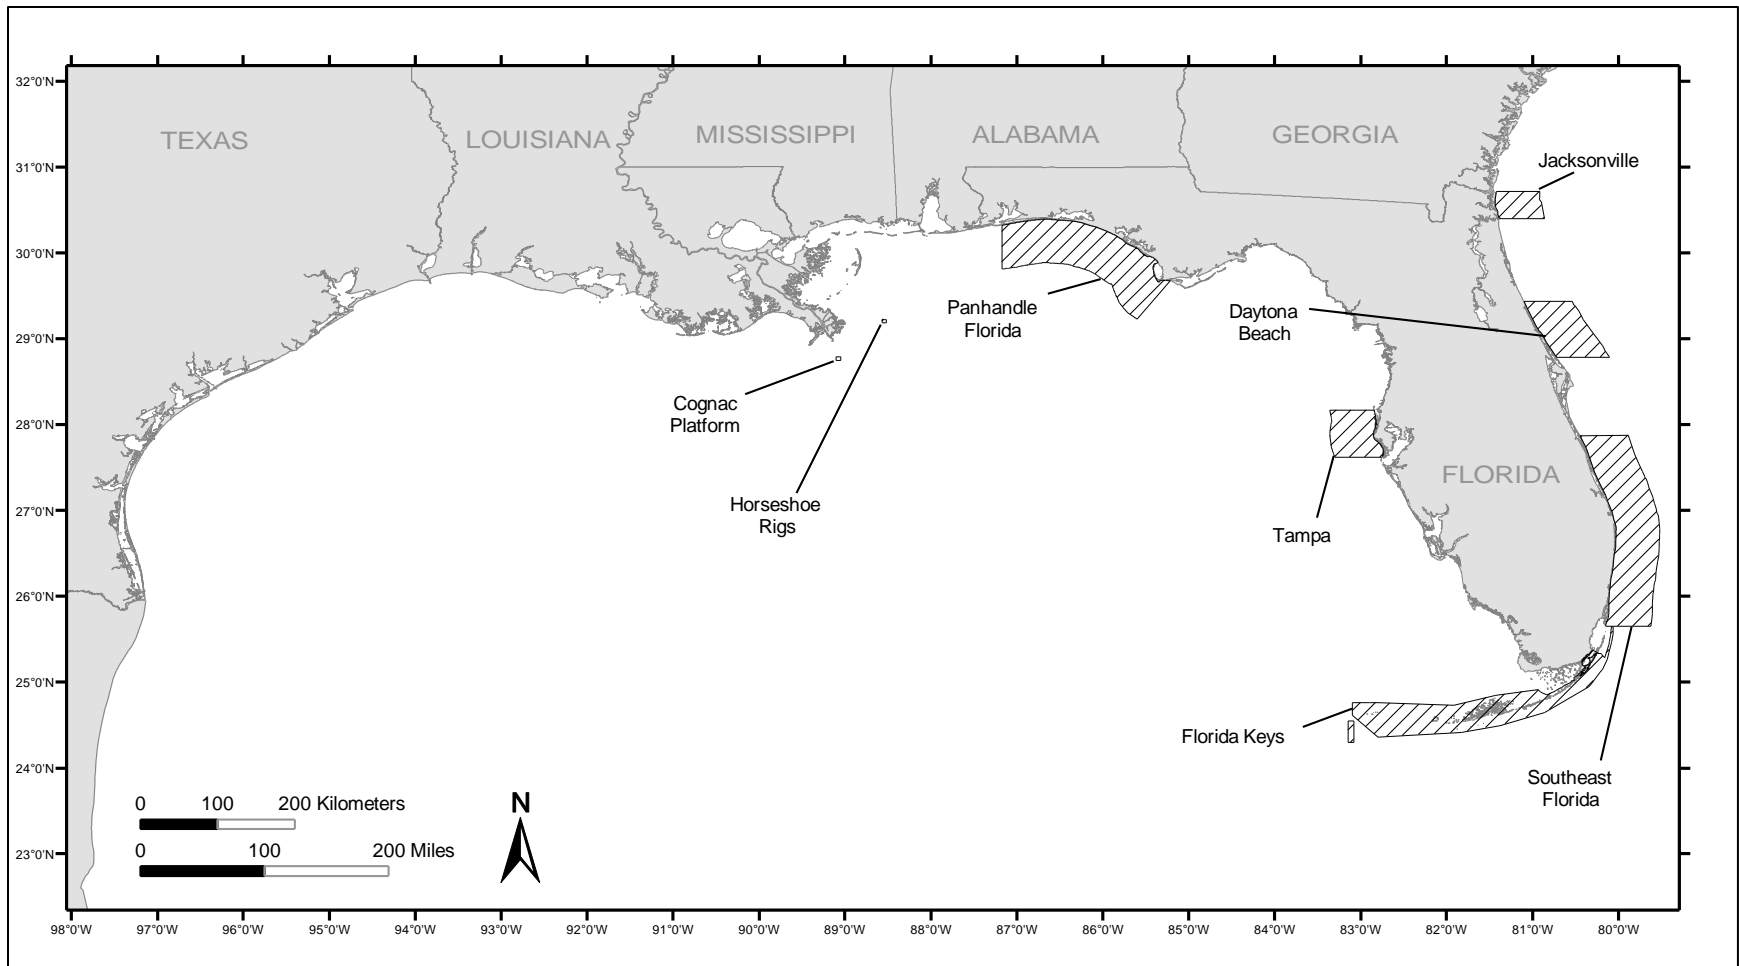 32°0'N
31°0'N
30°0'N
29°0'N
28°0'N
27°0'N
26°0'N
25°0'N
24°0'N
23°0'N
TEXAS
LOUISIANA
MISSISSIPPI
ALABAMA
GEORGIA
Jacksonville
Panhandle
Florida
Daytona
Beach
Cognac
Platform
Horseshoe
Rigs
FLORIDA
Tampa
Florida Keys
Southeast
Florida
0 100 200 Kilometers
0 100 200 Miles
N
98°0'W 97°0'W 96°0'W 95°0'W 94°0'W 93°0'W 92°0'W 91°0'W 90°0'W 89°0'W 88°0'W 87°0'W 86°0'W 85°0'W 84°0'W 83°0'W 82°0'W 81°0'W 80°0'W